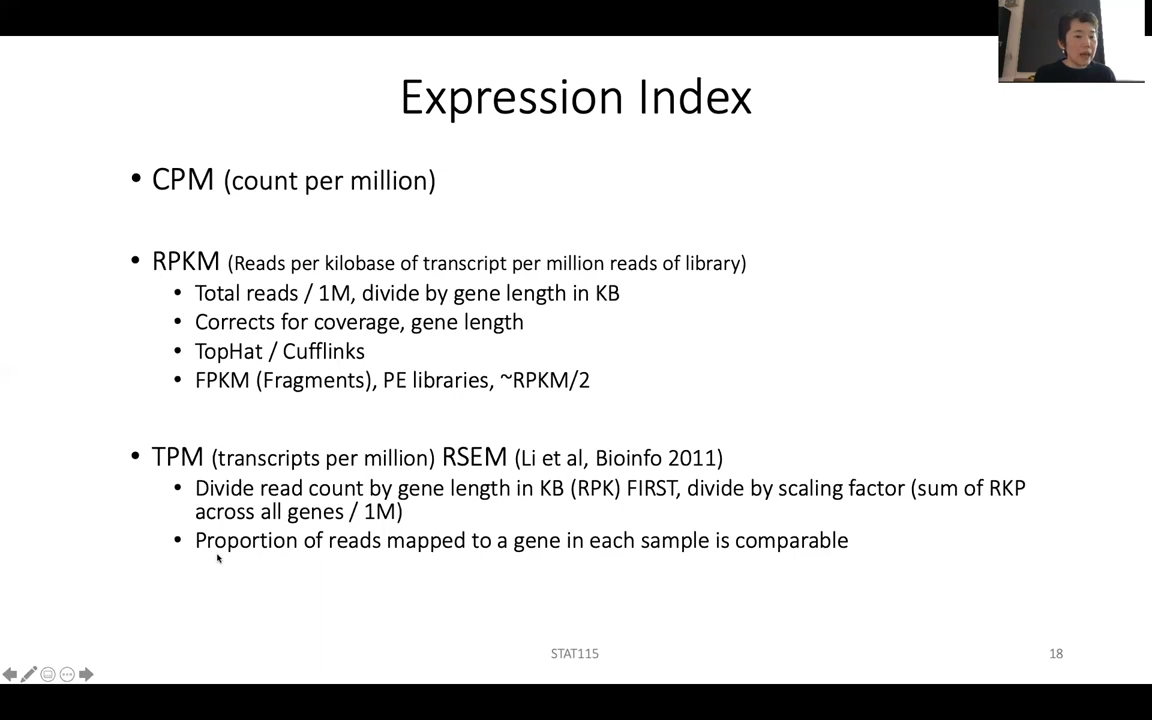 Expression Index
• CPM (count per million)
• RPKM (Reads per kilobase of transcript per million reads of library)
• Total reads / 1M, divide by gene length in KB
• Corrects for coverage, gene length
• TopHat / Cufflinks
• FPKM (Fragments), PE libraries, ~RPKM/2
• TPM (transcripts per million) RSEM (Li et al, Bioinfo 2011)
• Divide read count by gene length in KB (RPK) FIRST, divide by scaling factor (sum of RKP
across all genes / 1M)
• Proportion of reads mapped to a gene in each sample is comparable
STAT115
18